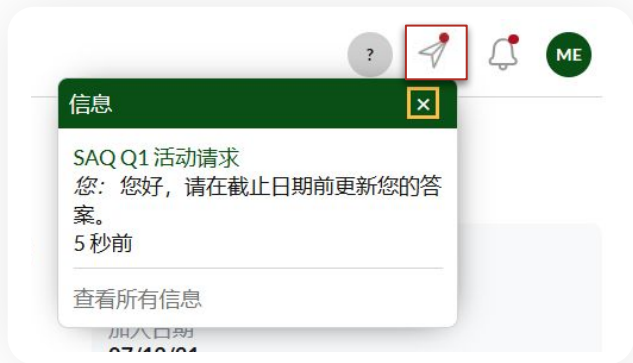 ?
ME
信息
×
SAQ Q1 活动请求
您：您好，请在截止日期前更新您的答
案。
5 秒前
查看所有信息
加入日期